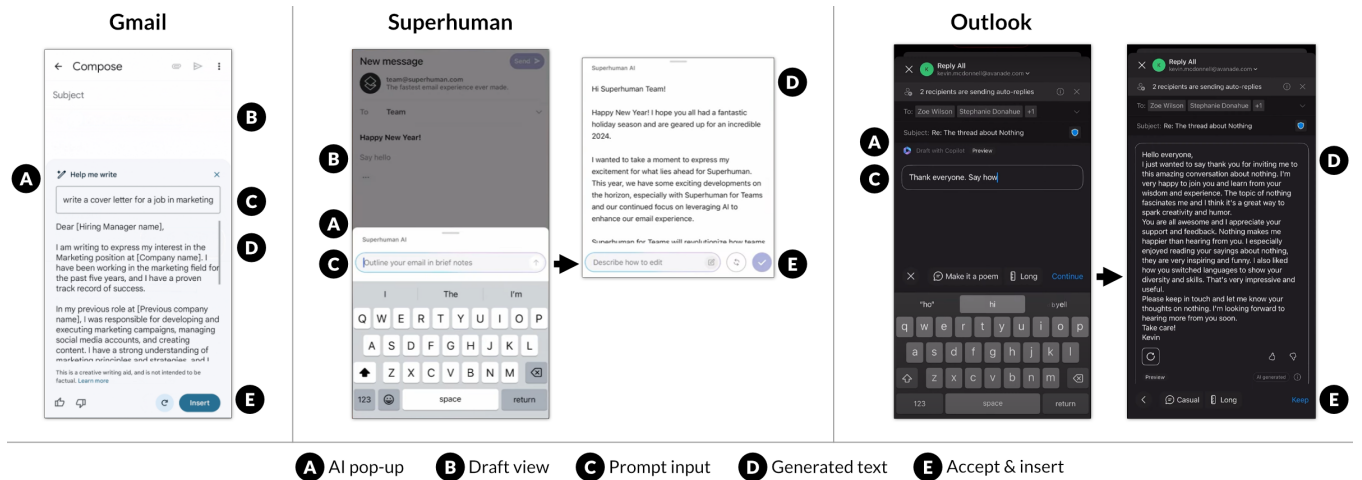 Gmail
Compose
Subject
B
A
Help me write
write a cover letter for a job in marketing
C
Dear [Hiring Manager name],
D
I am writing to express my interest in the
Marketing position at [Company name]. I
have been working in the marketing field for
the past five years, and I have a proven
track record of success.
In my previous role at [Previous company
name], I was responsible for developing and
executing marketing campaigns, managing
social media accounts, and creating
content. I have a strong understanding of
marketing principles and strategies, and I
This is a creative writing aid, and is not intended to be
factual. Learn more
Insert
E
Superhuman
New message
Send
team@superhuman.com
The fastest email experience ever made.
To: Team
Happy New Year!
B
Say hello
...
A
Superhuman AI
C
Outline your email in brief notes
I The I'm
Q W E R T Y U I O P
A S D F G H J K L
Z X C V B N M
123 space return
Superhuman AI
D
Hi Superhuman Team!
Happy New Year! I hope you all had a fantastic
holiday season and are geared up for an incredible
2024.
I wanted to take a moment to express my
excitement for what lies ahead for Superhuman.
This year, we have some exciting developments on
the horizon, especially with Superhuman for Teams
and our continued focus on leveraging AI to
enhance our email experience.
Superhuman for Teams will revolutionize how teams
Describe how to edit
E
Outlook
K
Reply All
kevin.mcdonnell@avanade.com
2 recipients are sending auto-replies
To: Zoe Wilson Stephanie Donahue +1
Subject: Re: The thread about Nothing
A
Draft with Copilot Preview
C
Thank everyone. Say how
Make it a poem Long Continue
"ho" hi byell
q w e r t y u i o p
a s d f g h j k l
z x c v b n m
123 space return
K
Reply All
kevin.mcdonnell@avanade.com
2 recipients are sending auto-replies
To: Zoe Wilson Stephanie Donahue +1
Subject: Re: The thread about Nothing
D
Hello everyone,
I just wanted to say thank you for inviting me to
this amazing conversation about nothing. I'm
very happy to join you and learn from your
wisdom and experience. The topic of nothing
fascinates me and I think it's a great way to
spark creativity and humor.
You are all awesome and I appreciate your
support and feedback. Nothing makes me
happier than hearing from you. I especially
enjoyed reading your sayings about nothing,
they are very inspiring and funny. I also liked
how you switched languages to show your
diversity and skills. That's very impressive and
useful.
Please keep in touch and let me know your
thoughts on nothing. I'm looking forward to
hearing more from you soon.
Take care!
Kevin
Preview AI generated
Casual Long Keep
E
A AI pop-up B Draft view C Prompt input D Generated text E Accept & insert